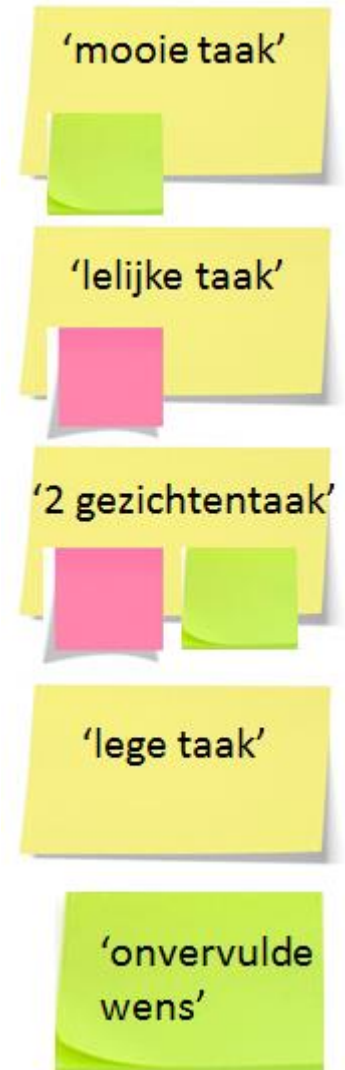 ‘mooie taak’
‘lelijke taak’
‘2 gezichtentaak’
‘lege taak’
‘onvervulde
wens’